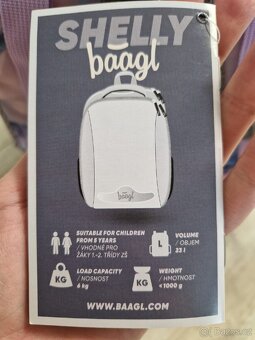 SHELLY
baagl
baagl
SUITABLE FOR CHILDREN
FROM 5 YEARS /
VHODNÉ PRO
ŽÁKY 1.-2. TŘÍDY ZŠ
L
VOLUME
/ OBJEM
23 l
KG
LOAD CAPACITY
/ NOSNOST
6 kg
KG
WEIGHT
/ HMOTNOST
<1000 g
WWW.BAAGL.COM